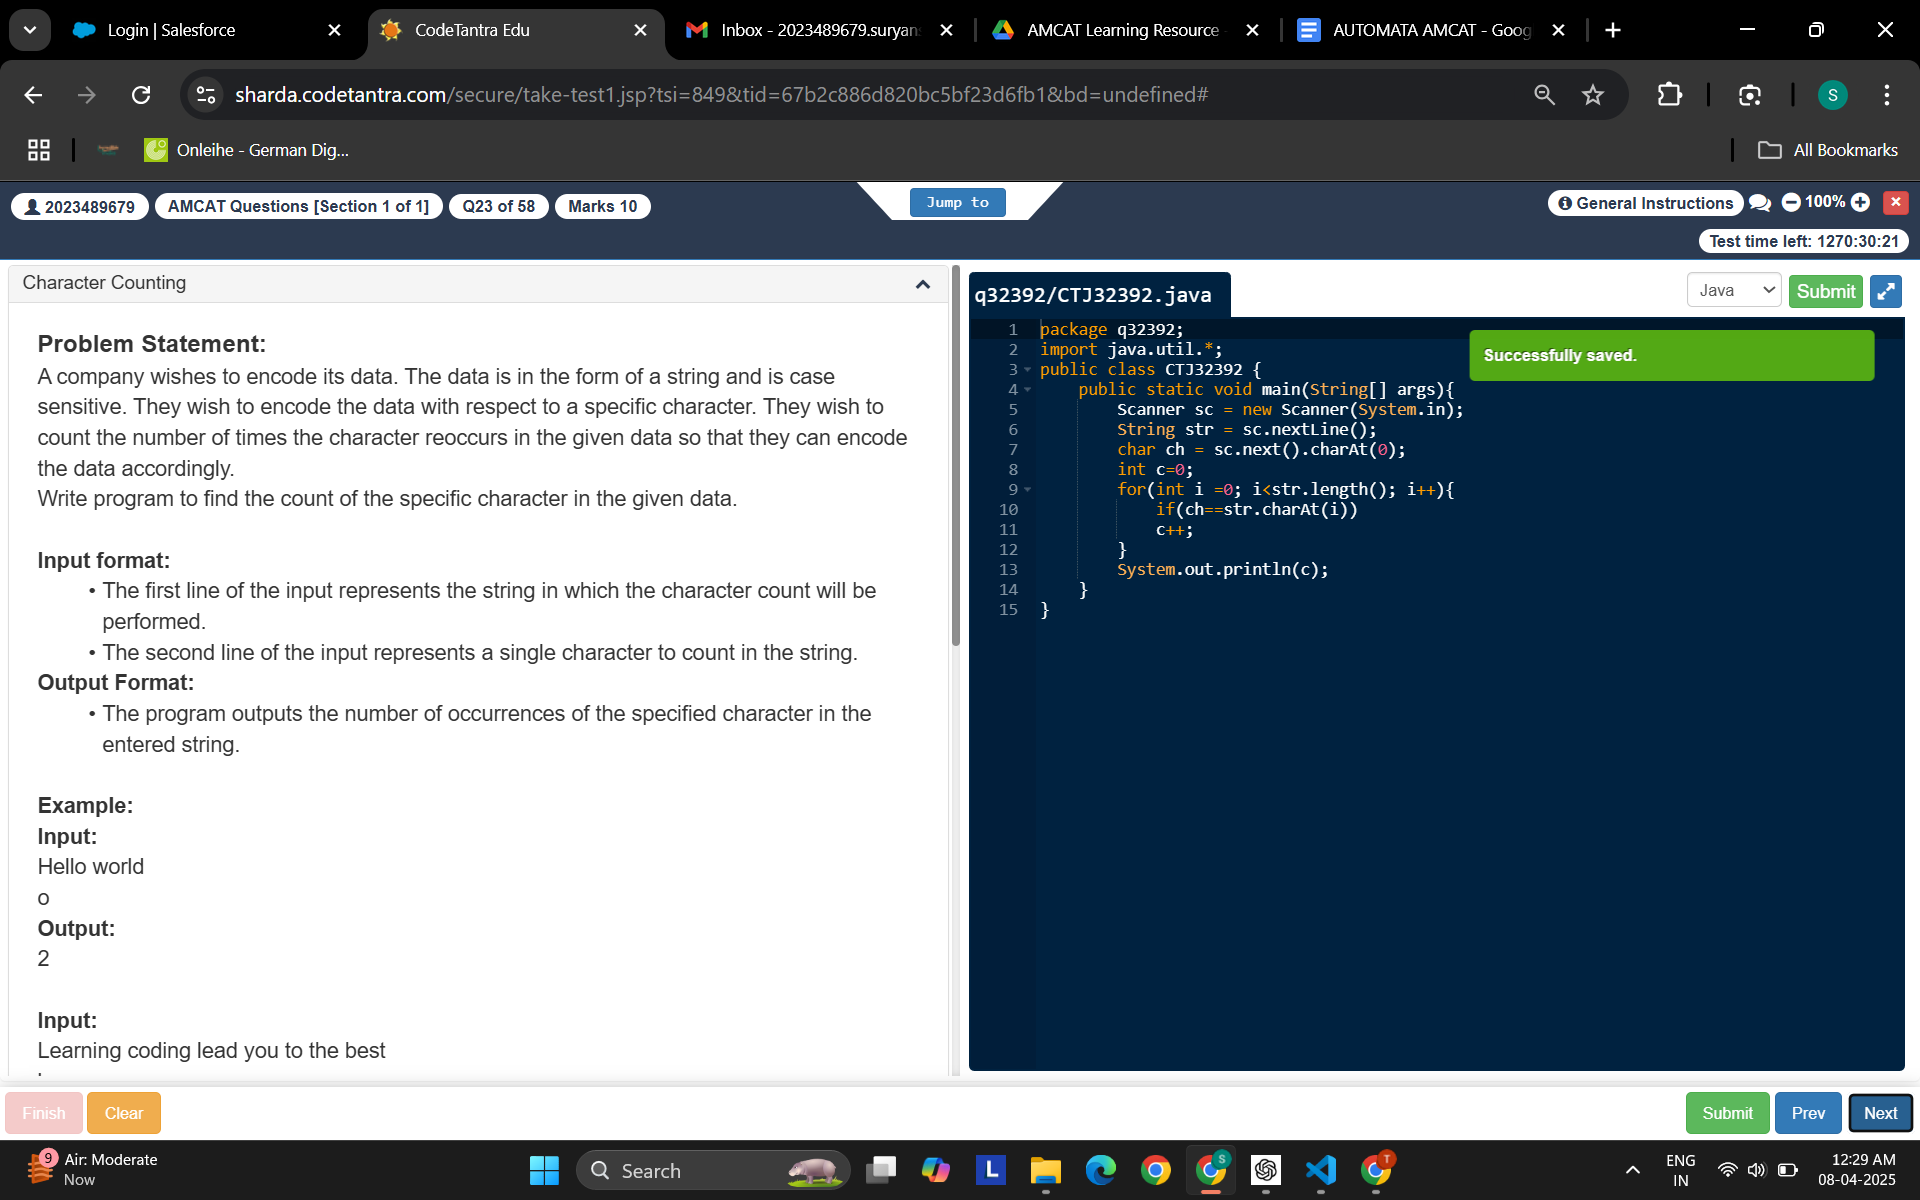 Login | Salesforce
CodeTantra Edu
Inbox - 2023489679.suryan
AMCAT Learning Resource
AUTOMATA AMCAT - Goog
sharda.codetantra.com/secure/take-test1.jsp?tsi=849&tid=67b2c886d820bc5bf23d6fb1&bd=undefined#
S
Onleihe - German Dig...
All Bookmarks
2023489679
AMCAT Questions [Section 1 of 1]
Q23 of 58
Marks 10
Jump to
General Instructions
100%
Test time left: 1270:30:21
Character Counting
Problem Statement:
A company wishes to encode its data. The data is in the form of a string and is case
sensitive. They wish to encode the data with respect to a specific character. They wish to
count the number of times the character reoccurs in the given data so that they can encode
the data accordingly.
Write program to find the count of the specific character in the given data.
Input format:
• The first line of the input represents the string in which the character count will be
performed.
• The second line of the input represents a single character to count in the string.
Output Format:
• The program outputs the number of occurrences of the specified character in the
entered string.
Example:
Input:
Hello world
o
Output:
2
Input:
Learning coding lead you to the best
q32392/CTJ32392.java
Java
Submit
Successfully saved.
1 package q32392;
2 import java.util.*;
3 public class CTJ32392 {
4 public static void main(String[] args){
5 Scanner sc = new Scanner(System.in);
6 String str = sc.nextLine();
7 char ch = sc.next().charAt(0);
8 int c=0;
9 for(int i =0; i<str.length(); i++){
10 if(ch==str.charAt(i))
11 c++;
12 }
13 System.out.println(c);
14 }
15 }
Finish
Clear
Submit
Prev
Next
9
Air: Moderate
Now
Search
L
S
T
ENG
IN
12:29 AM
08-04-2025